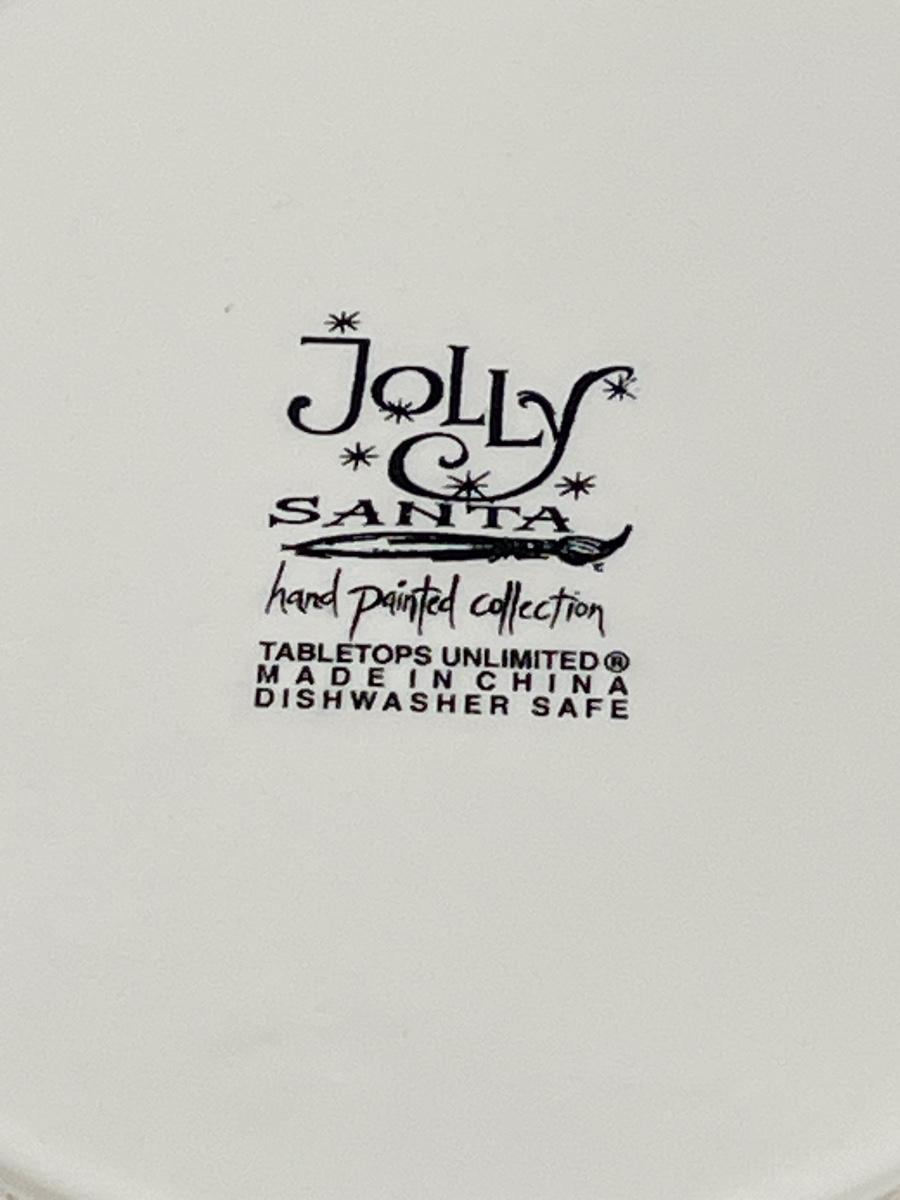 JOLLY
SANTA
hand painted collection
TABLETOPS UNLIMITED®
MADE IN CHINA
DISHWASHER SAFE